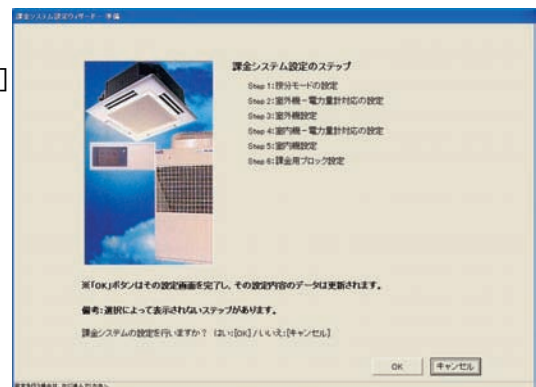 課金システム設定ウィザード - 準備
課金システム設定のステップ
Step 1:按分モードの設定
Step 2:室外機-電力量計対応の設定
Step 3:室外機設定
Step 4:室内機-電力量計対応の設定
Step 5:室内機設定
Step 6:課金用ブロック設定
※「OK」ボタンはその設定画面を完了し、その設定内容のデータは更新されます。
備考:選択によって表示されないステップがあります。
課金システムの設定を行いますか? はい:[OK] / いいえ:[キャンセル]
OK
キャンセル